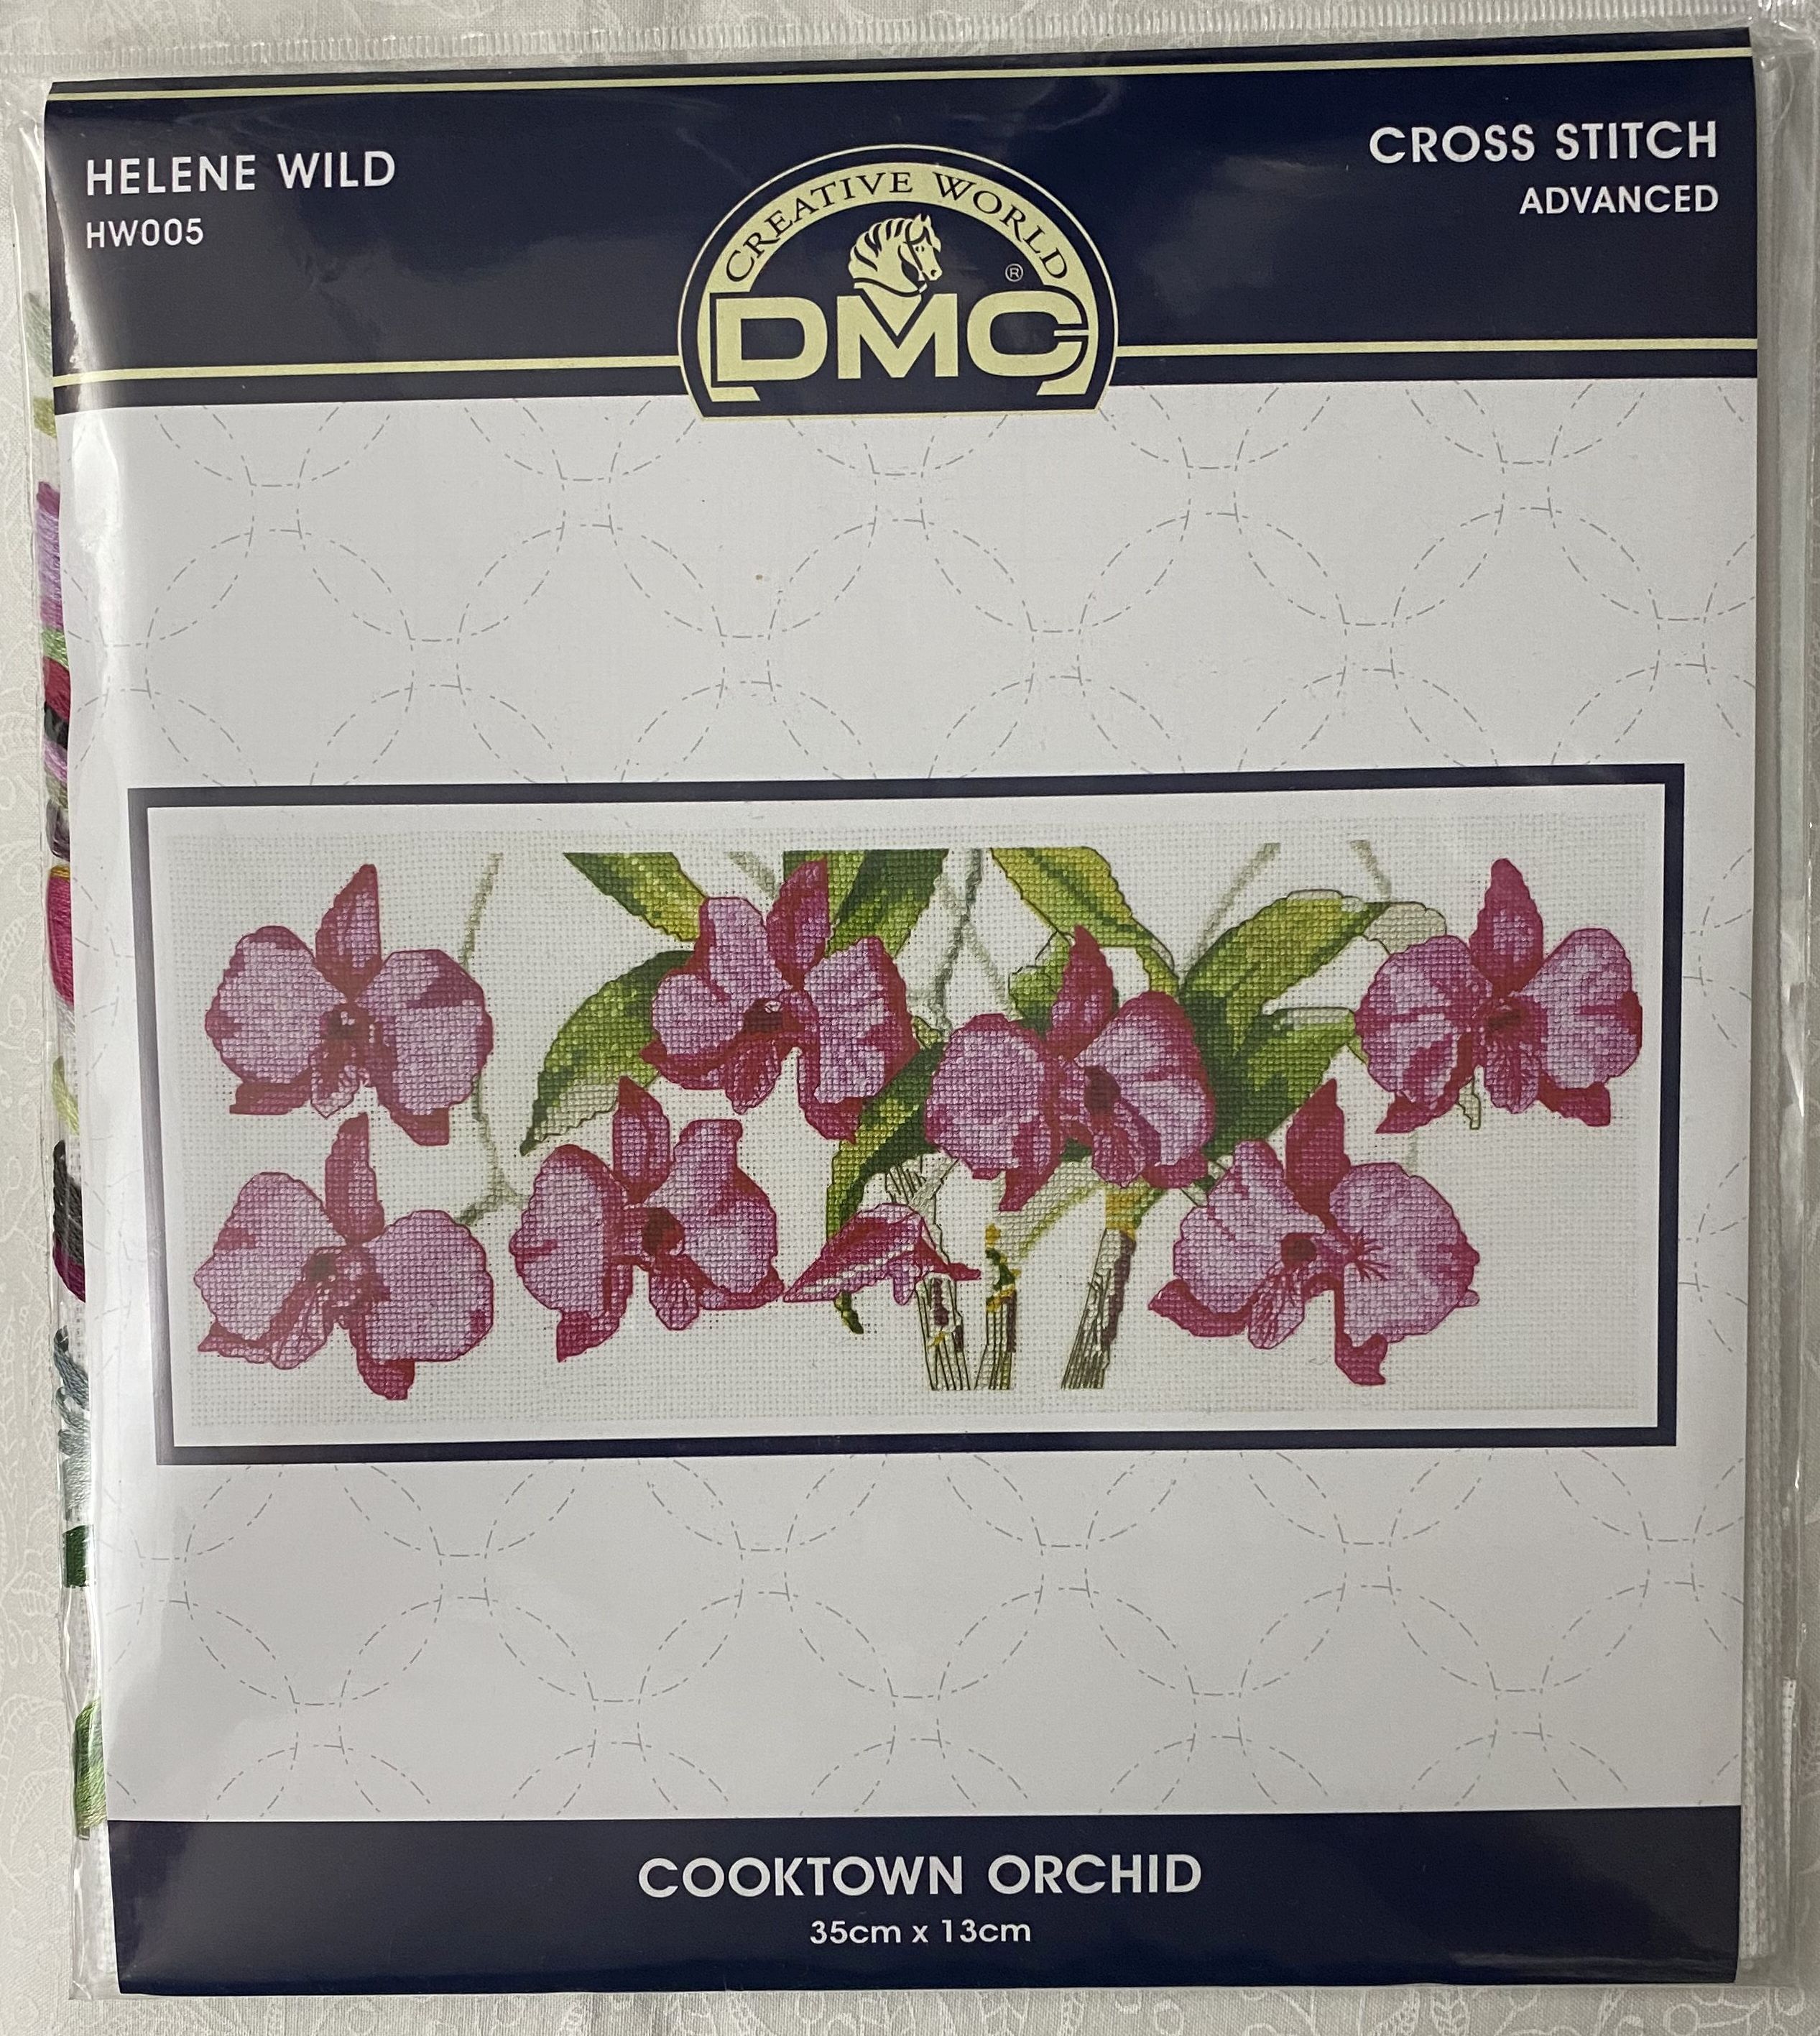 HELENE WILD
HW005
CROSS STITCH
ADVANCED
CREATIVE WORLD
®
DMC
COOKTOWN ORCHID
35cm x 13cm